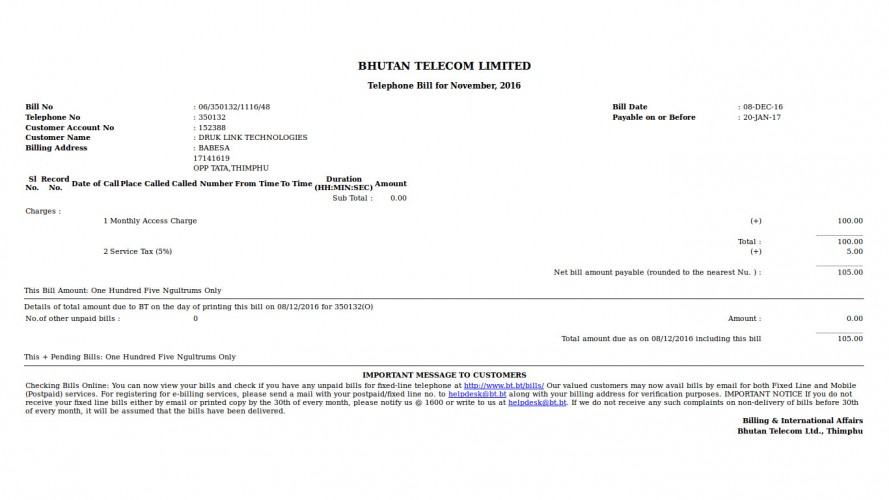 BHUTAN TELECOM LIMITED
Telephone Bill for November, 2016
Bill No : 06/350132/1116/48 Bill Date : 08-DEC-16
Telephone No : 350132 Payable on or Before : 20-JAN-17
Customer Account No : 152388
Customer Name : DRUK LINK TECHNOLOGIES
Billing Address : BABESA
17141619
OPP TATA,THIMPHU
Sl No. Record No. Date of Call Place Called Called Number From Time To Time Duration (HH:MIN:SEC) Amount
Sub Total : 0.00
Charges :
1 Monthly Access Charge (+) 100.00
Total : 100.00
2 Service Tax (5%) (+) 5.00
Net bill amount payable (rounded to the nearest Nu. ) : 105.00
This Bill Amount: One Hundred Five Ngultrums Only
Details of total amount due to BT on the day of printing this bill on 08/12/2016 for 350132(O)
No.of other unpaid bills : 0 Amount : 0.00
Total amount due as on 08/12/2016 including this bill 105.00
This + Pending Bills: One Hundred Five Ngultrums Only
IMPORTANT MESSAGE TO CUSTOMERS
Checking Bills Online: You can now view your bills and check if you have any unpaid bills for fixed-line telephone at http://www.bt.bt/bills/ Our valued customers may now avail bills by email for both Fixed Line and Mobile
(Postpaid) services. For registering for e-billing services, please send a mail with your postpaid/fixed line no. to helpdesk@bt.bt along with your billing address for verification purposes. IMPORTANT NOTICE If you do not
receive your fixed line bills either by email or printed copy by the 30th of every month, please notify us @ 1600 or write to us at helpdesk@bt.bt. If we do not receive any such complaints on non-delivery of bills before 30th
of every month, it will be assumed that the bills have been delivered.
Billing & International Affairs
Bhutan Telecom Ltd., Thimphu